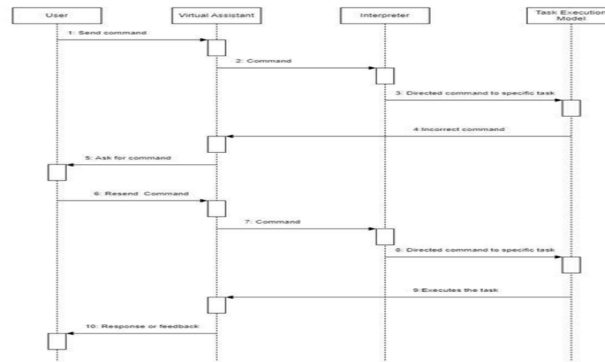 User
Virtual Assistant
Interpreter
Task Execution
Model
1: Send command
2: Command
3: Directed command to specific task
4:Incorrect command
5: Ask for command
6: Resend Command
7: Command
8: Directed command to specific task
9:Executes the task
10: Response or feedback